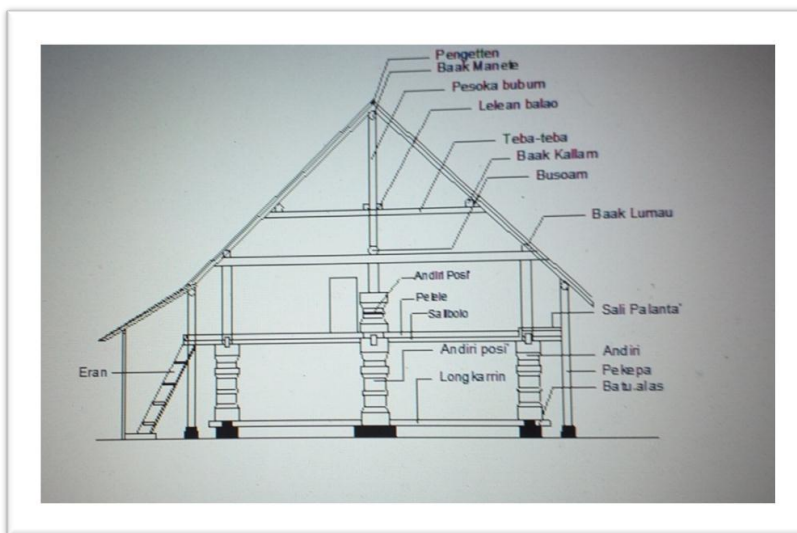 Pengetten
Baak Manete
Pesoka bubum
Lelean balao
Teba-teba
Baak Kallam
Busoam
Baak Lumau
Andiri Posi'
Petele
Salibolo
Sali Palanta'
Andiri posi'
Andiri
Eran
Longkarrin
Pekepa
Batu.alas